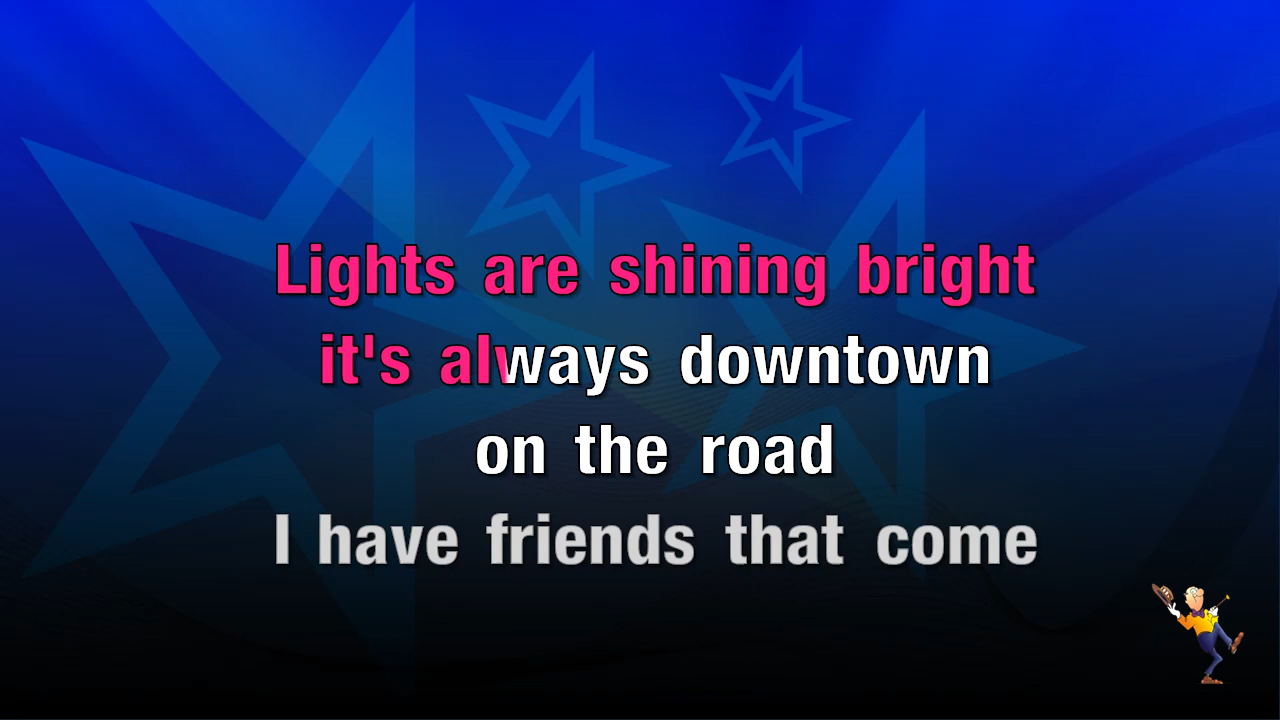 Lights are shining bright
it's always downtown
on the road
I have friends that come